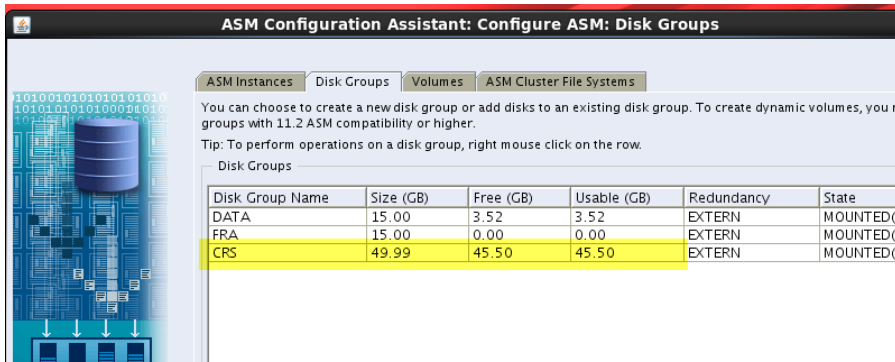 ASM Configuration Assistant: Configure ASM: Disk Groups
ASM Instances Disk Groups Volumes ASM Cluster File Systems
You can choose to create a new disk group or add disks to an existing disk group. To create dynamic volumes, you
groups with 11.2 ASM compatibility or higher.
Tip: To perform operations on a disk group, right mouse click on the row.
Disk Groups
Disk Group Name Size (GB) Free (GB) Usable (GB) Redundancy State
DATA 15.00 3.52 3.52 EXTERN MOUNTED(
FRA 15.00 0.00 0.00 EXTERN MOUNTED(
CRS 49.99 45.50 45.50 EXTERN MOUNTED(